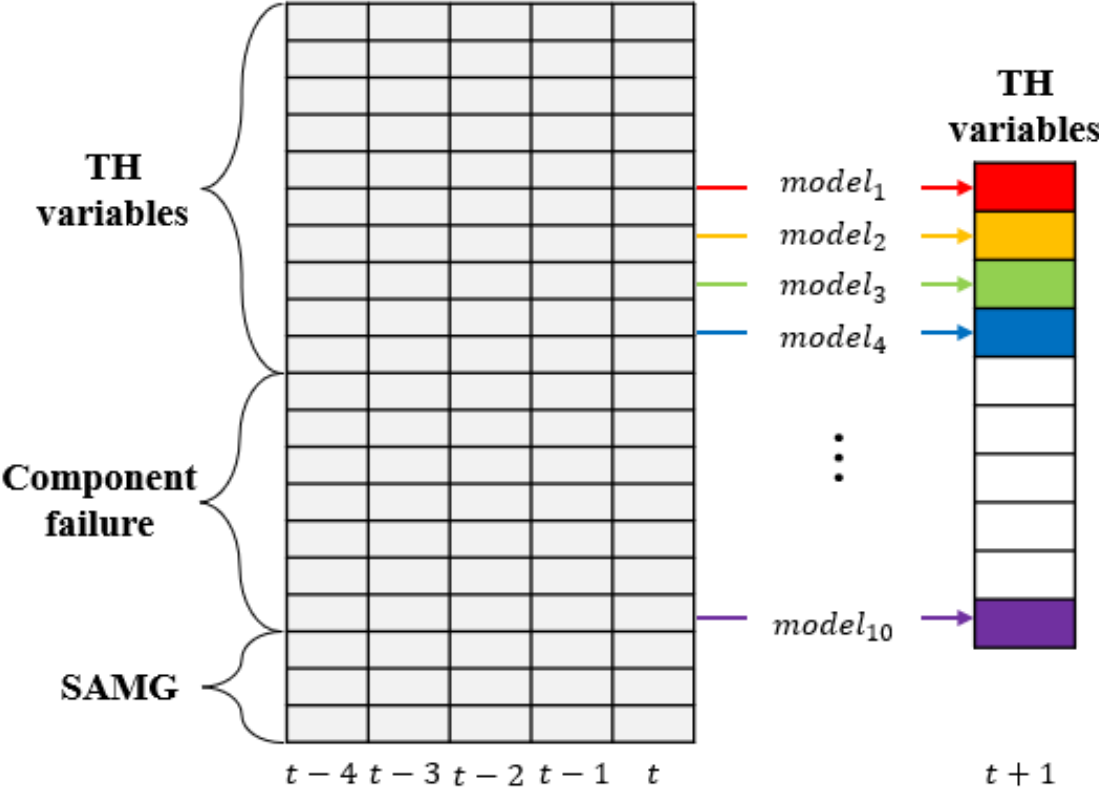 TH
variables
Component
failure
SAMG
t − 4 t − 3 t − 2 t − 1 t
model₁
model₂
model₃
model₄
⋮
model₁₀
TH
variables
t + 1